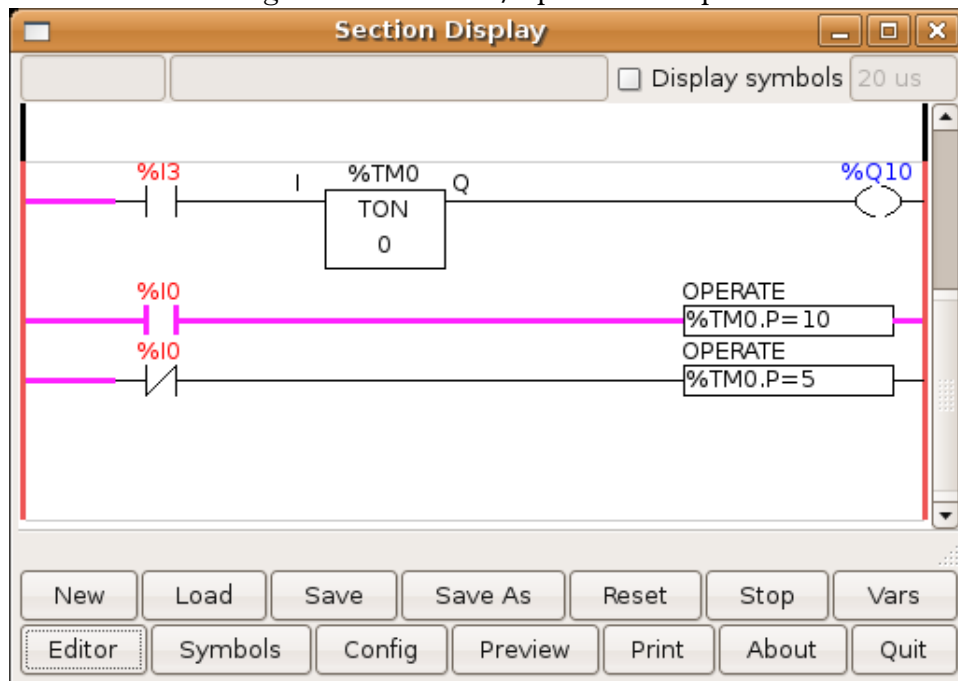 Section Display
Display symbols 20 us
%I3 I %TM0 Q %Q10
TON
0
%I0 OPERATE
%TM0.P=10
%I0 OPERATE
%TM0.P=5
New Load Save Save As Reset Stop Vars
Editor Symbols Config Preview Print About Quit